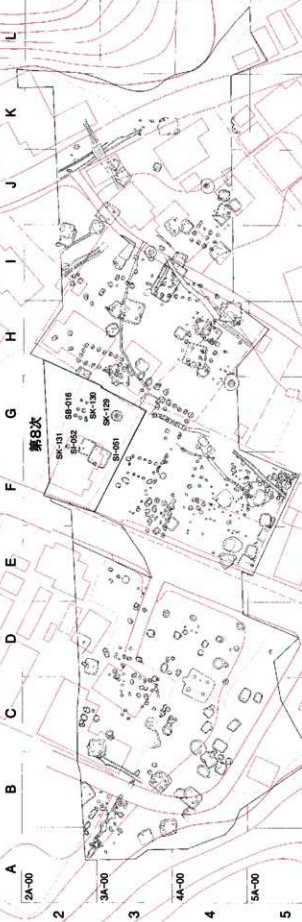 A B C D E F G H I J K L
2A-00
2
3A-00
3
4A-00
4
5A-00
5
第8次
SK-131
SI-052
SB-016
SK-130
SK-129
SI-051